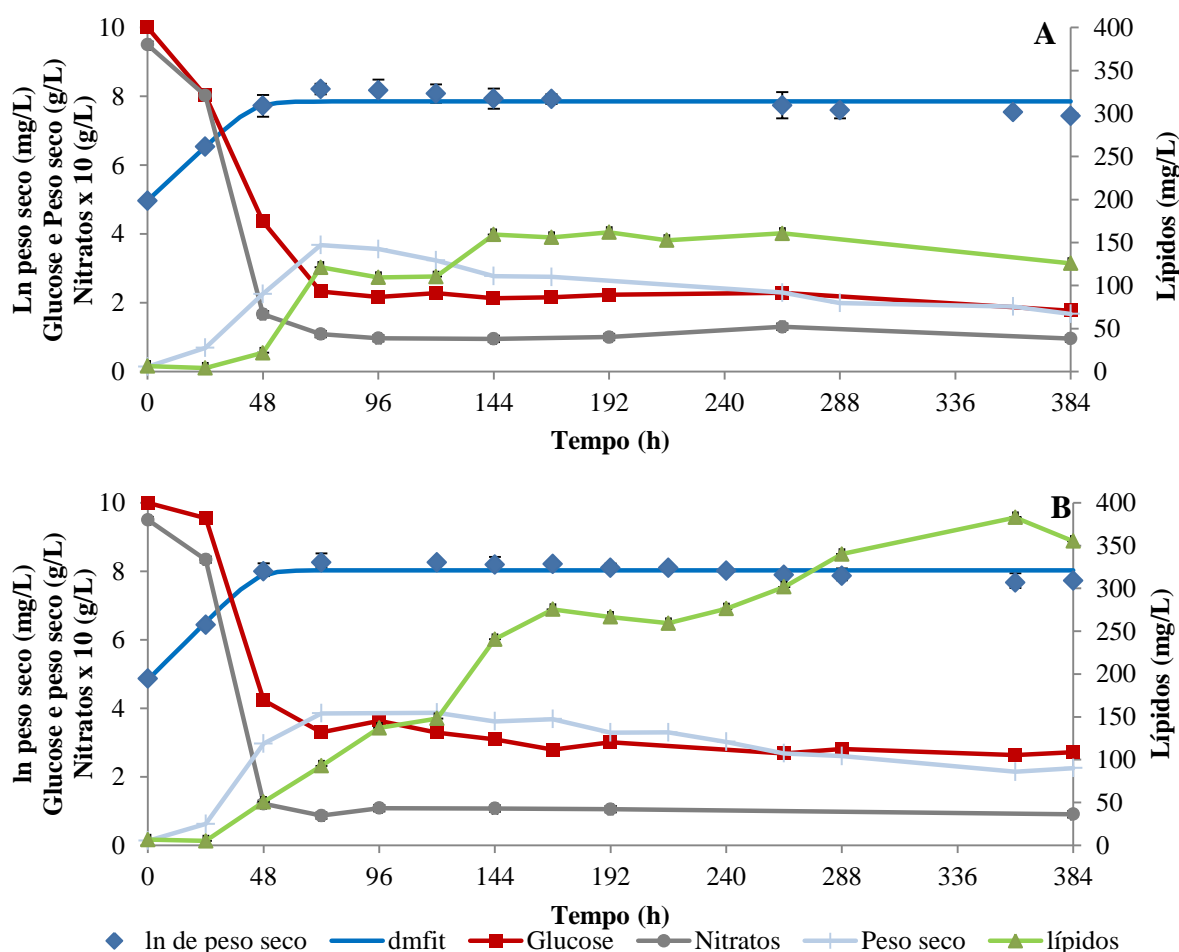 A
Ln peso seco (mg/L)
Glucose e Peso seco (g/L)
Nitratos x 10 (g/L)
10
8
6
4
2
0
400
350
300
250
200
150
100
50
0
Lípidos (mg/L)
0 48 96 144 192 240 288 336 384
Tempo (h)
B
ln peso seco (mg/L)
Glucose e peso seco (g/L)
Nitratos x 10 (g/L)
10
8
6
4
2
0
400
350
300
250
200
150
100
50
0
Lípidos (mg/L)
0 48 96 144 192 240 288 336 384
Tempo (h)
ln de peso seco dmfit Glucose Nitratos Peso seco lípidos